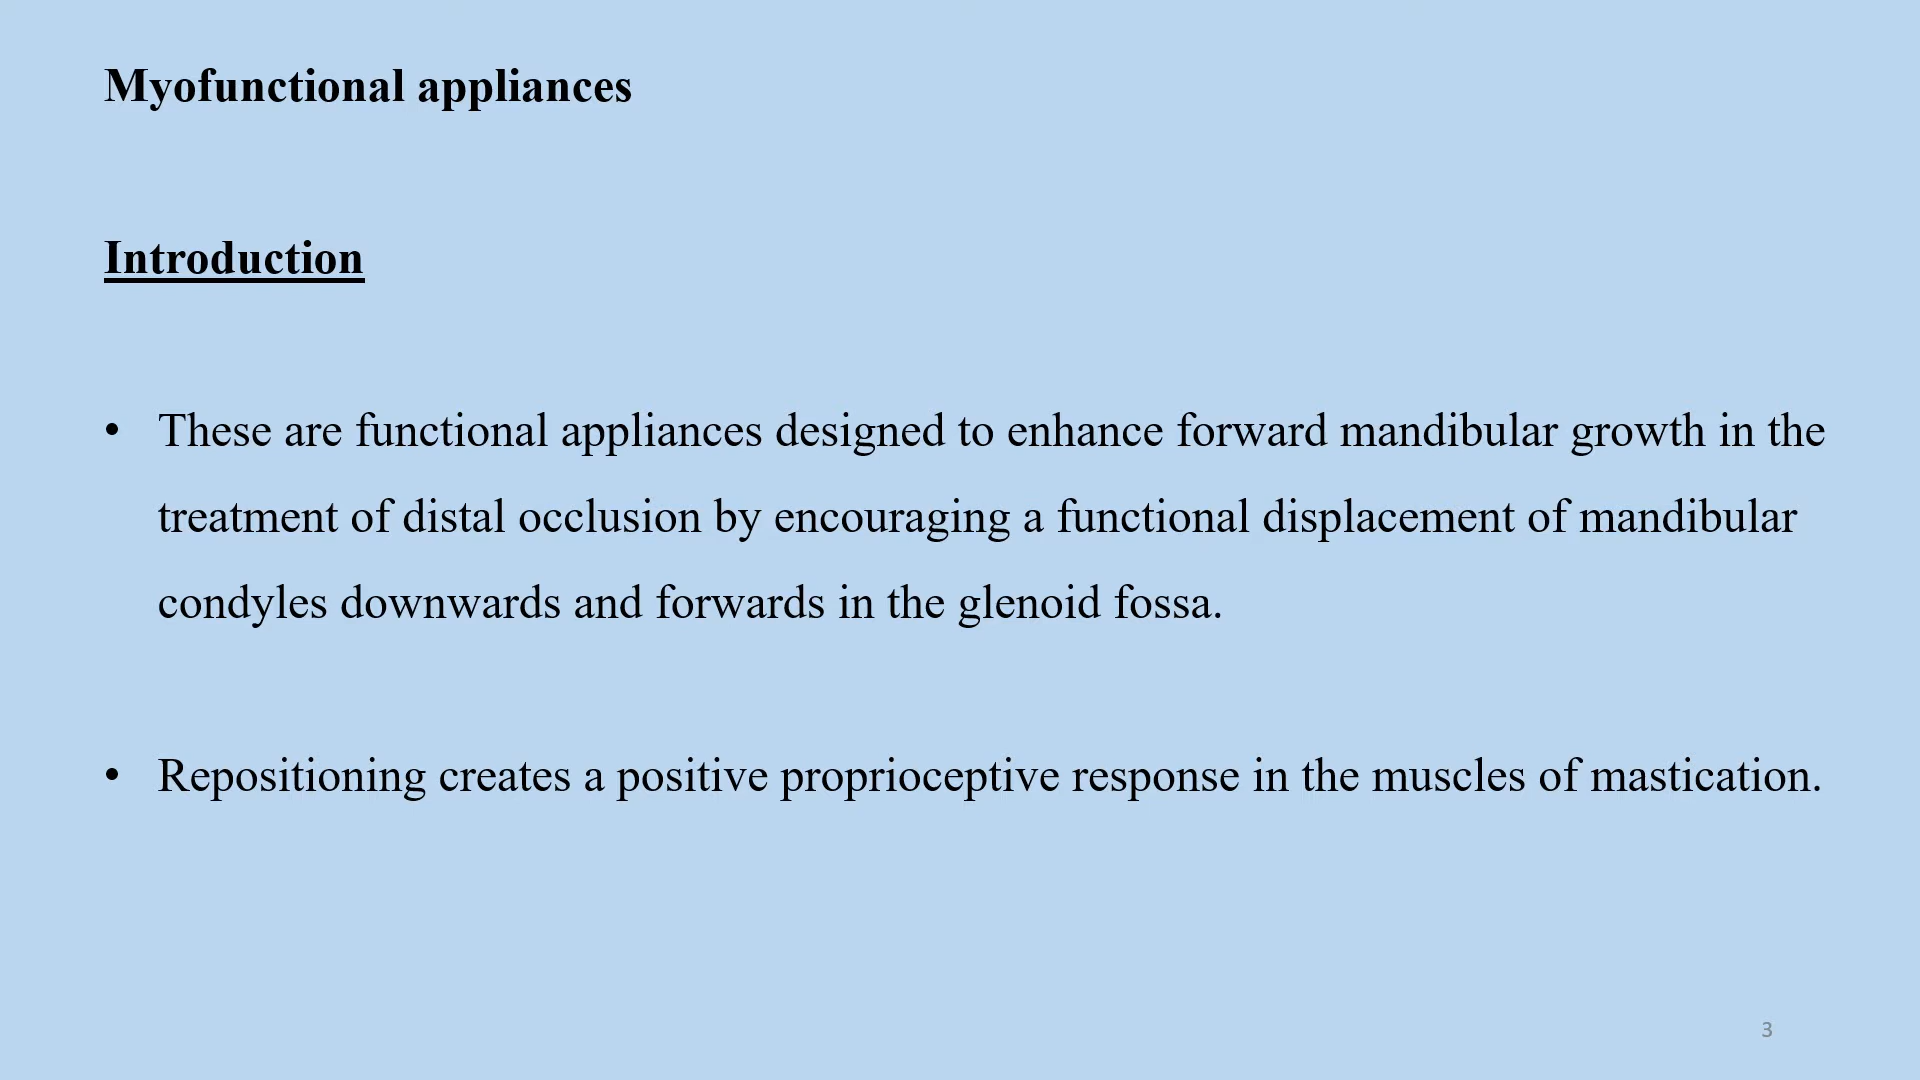 Myofunctional appliances
Introduction
• These are functional appliances designed to enhance forward mandibular growth in the
treatment of distal occlusion by encouraging a functional displacement of mandibular
condyles downwards and forwards in the glenoid fossa.
• Repositioning creates a positive proprioceptive response in the muscles of mastication.
3